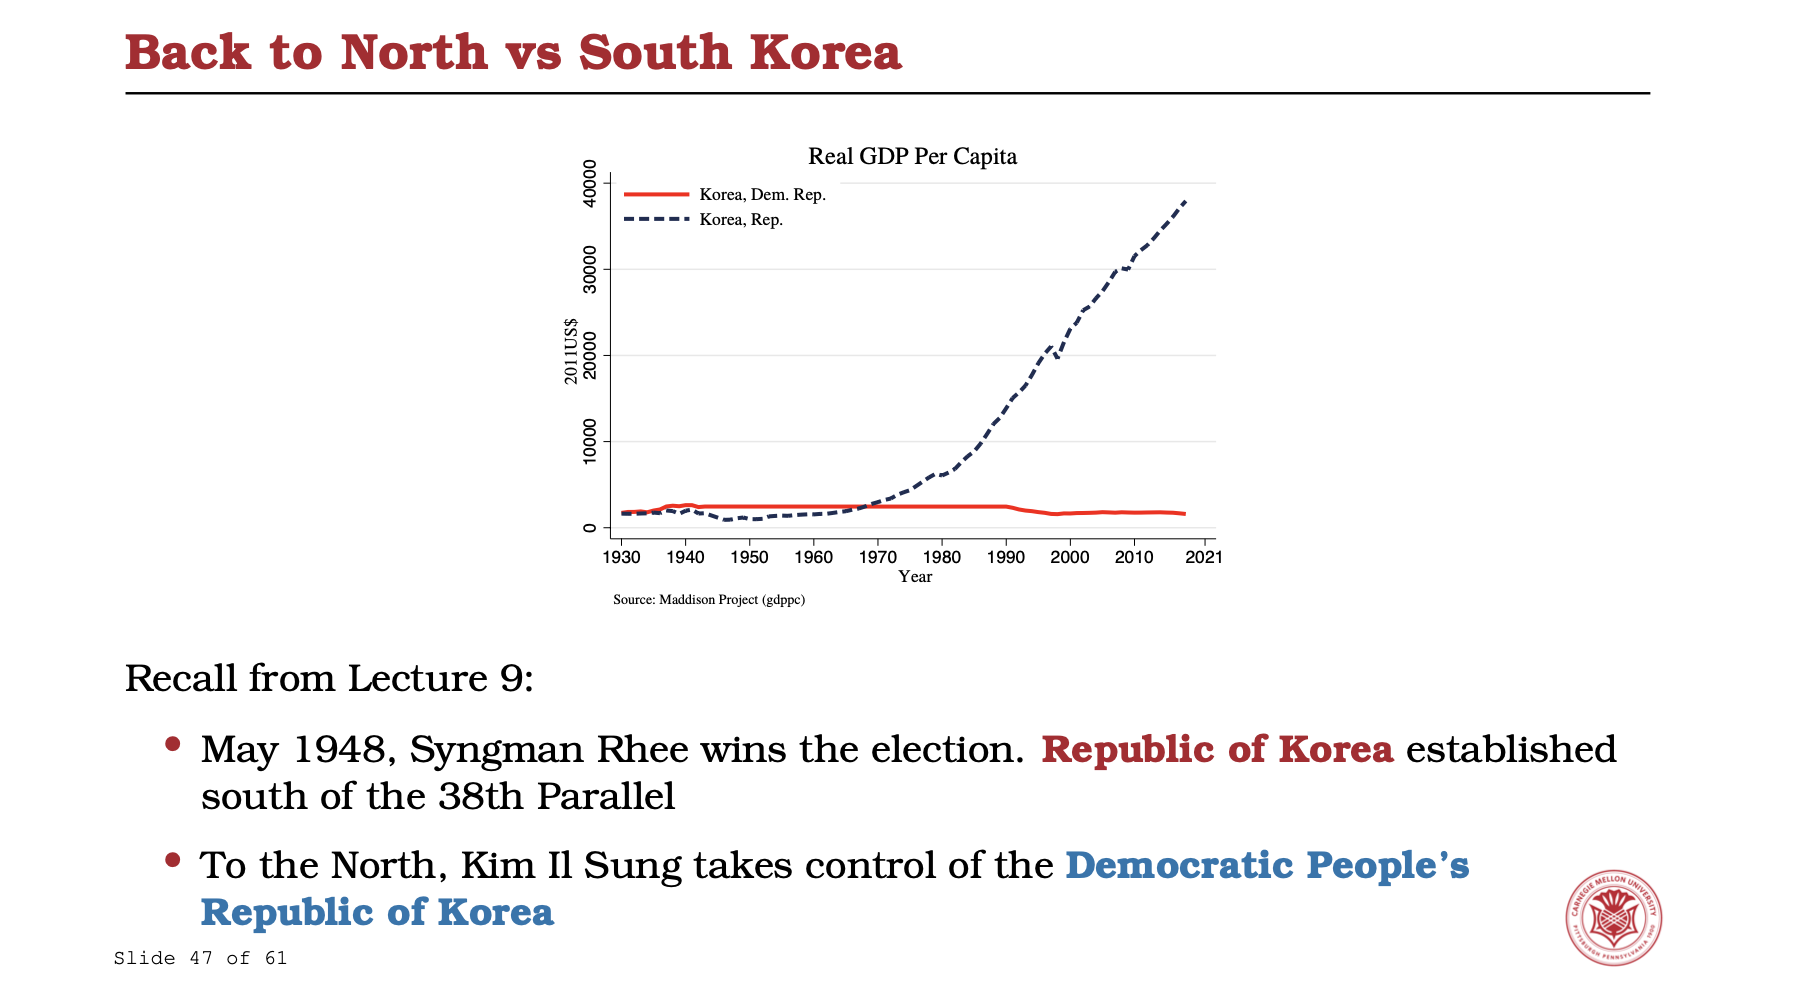 Back to North vs South Korea
Real GDP Per Capita
Korea, Dem. Rep.
Korea, Rep.
2011US$
40000
30000
20000
10000
0
1930 1940 1950 1960 1970 1980 1990 2000 2010 2021
Year
Source: Maddison Project (gdppc)
Recall from Lecture 9:
• May 1948, Syngman Rhee wins the election. Republic of Korea established
south of the 38th Parallel
• To the North, Kim Il Sung takes control of the Democratic People’s
Republic of Korea
CARNEGIE MELLON UNIVERSITY
PITTSBURGH PENNSYLVANIA 1900
Slide 47 of 61